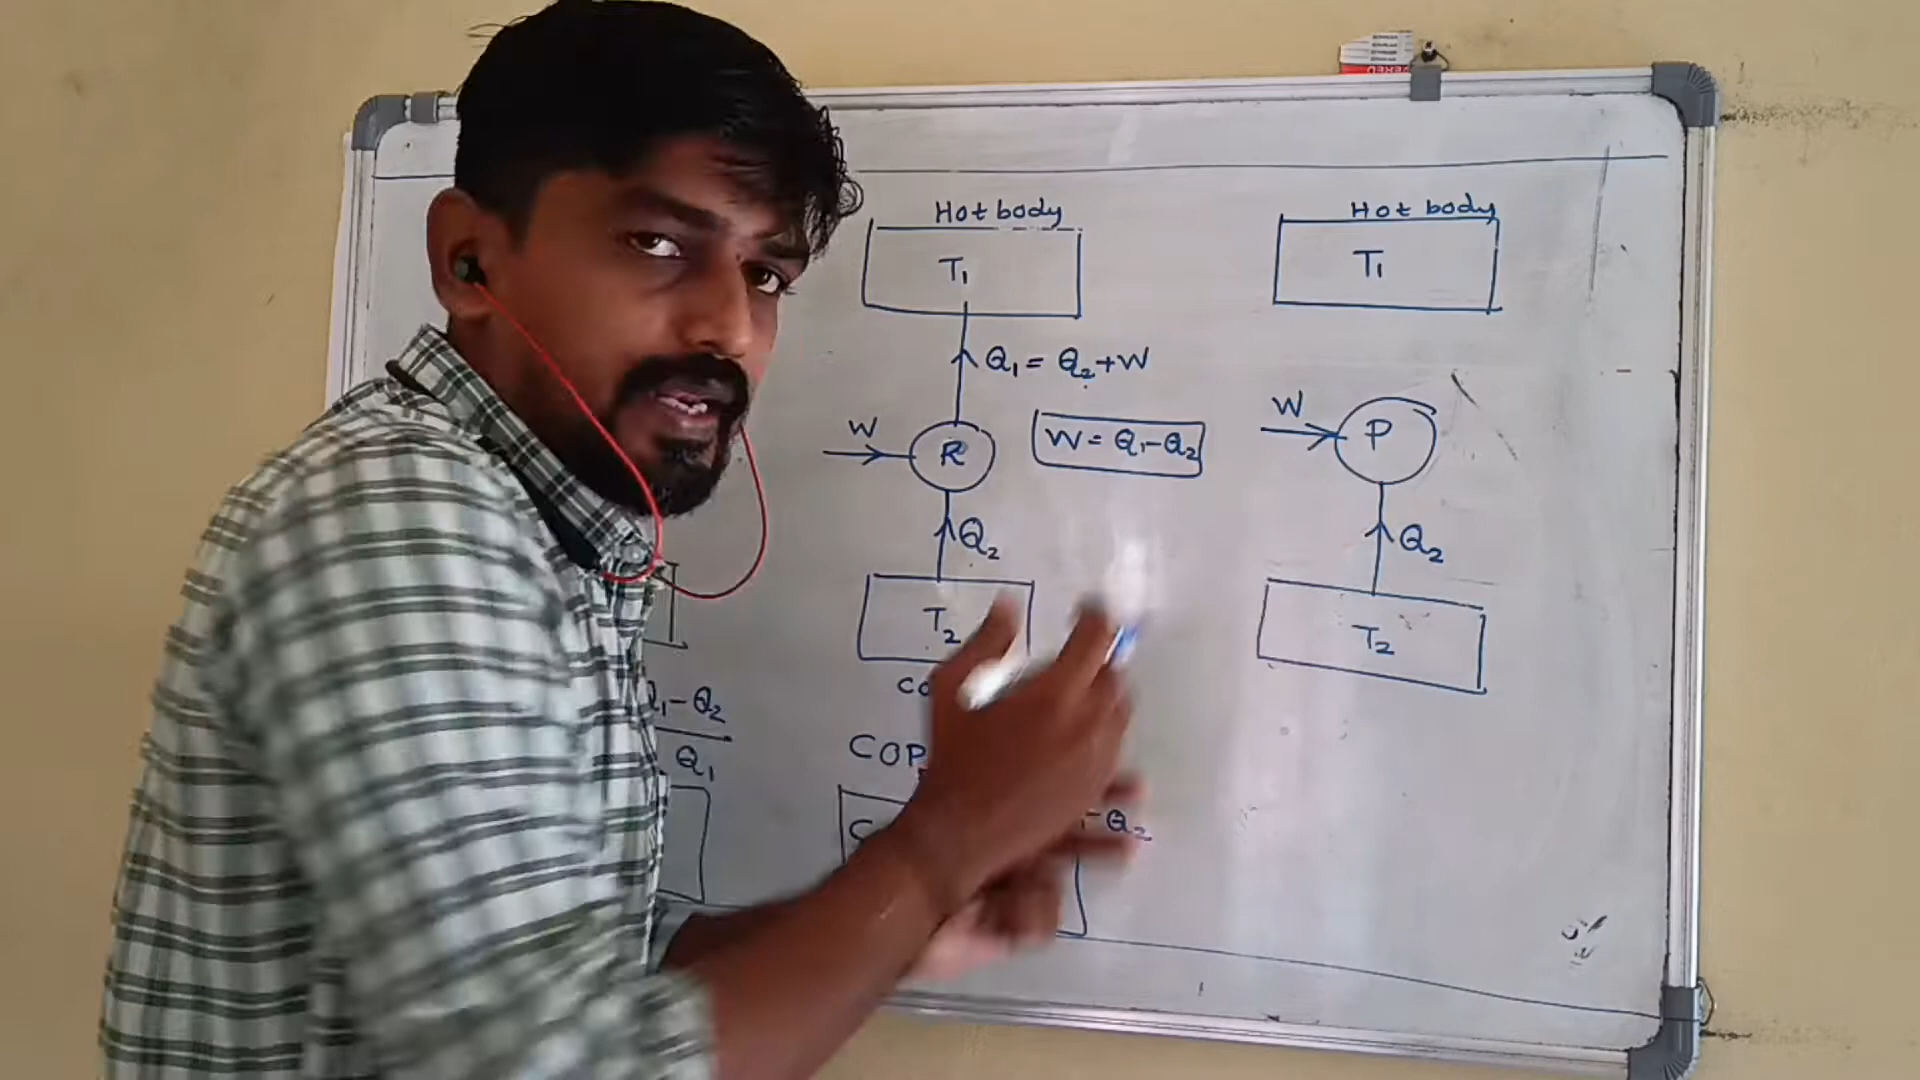 Hot body
T₁
Q₁ = Q₂ + W
W
R
W = Q₁ - Q₂
Q₂
T₂
Q₁ - Q₂
Q₁
COP
- Q₂
Hot body
T₁
W
P
Q₂
T₂